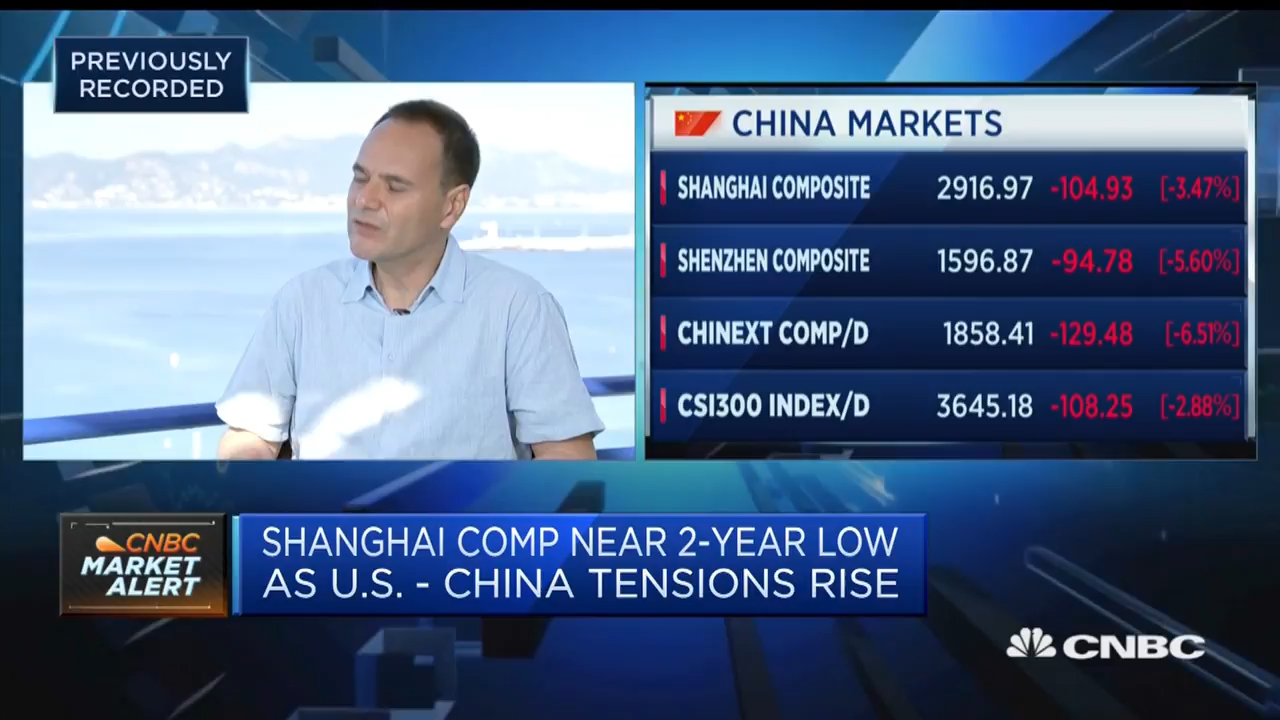 PREVIOUSLY
RECORDED
CHINA MARKETS
SHANGHAI COMPOSITE 2916.97 -104.93 [-3.47%]
SHENZHEN COMPOSITE 1596.87 -94.78 [-5.60%]
CHINEXT COMP/D 1858.41 -129.48 [-6.51%]
CSI300 INDEX/D 3645.18 -108.25 [-2.88%]
CNBC
MARKET
ALERT
SHANGHAI COMP NEAR 2-YEAR LOW
AS U.S. - CHINA TENSIONS RISE
CNBC